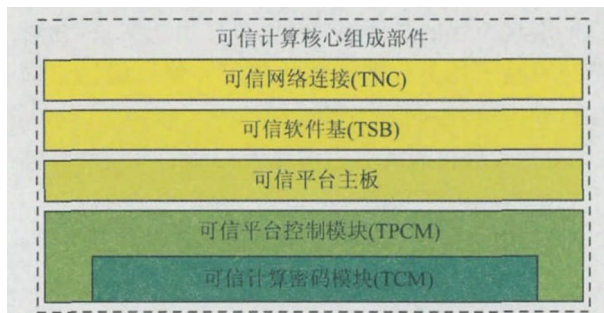 可信计算核心组成部件
可信网络连接(TNC)
可信软件基(TSB)
可信平台主板
可信平台控制模块(TPCM)
可信计算密码模块(TCM)